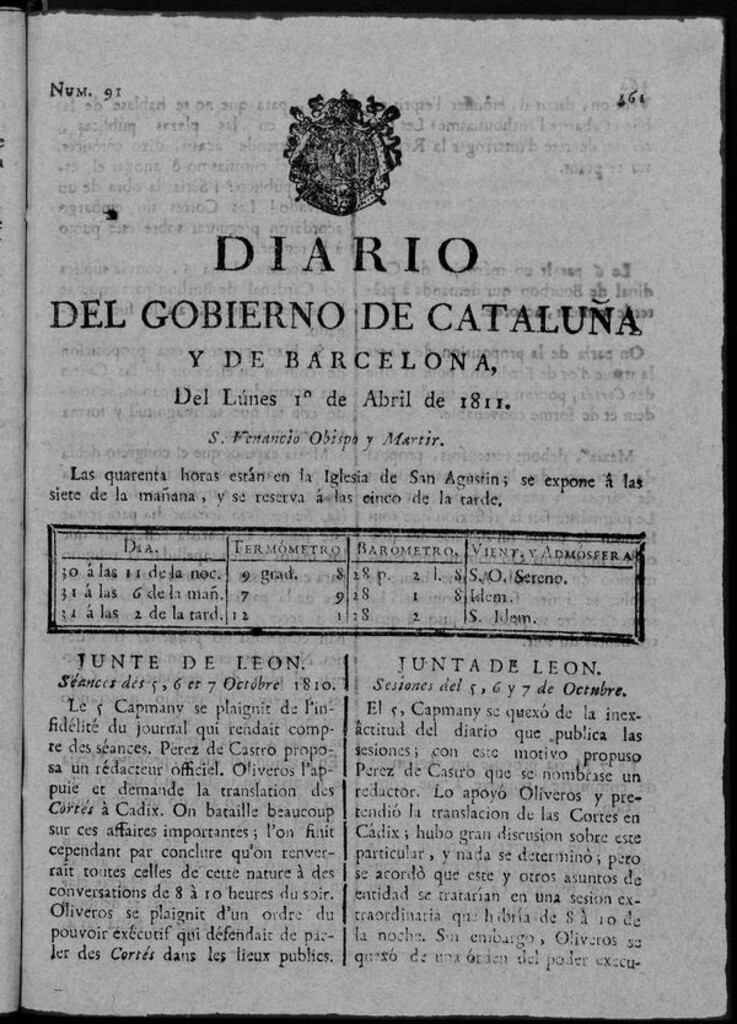 Num. 91
361
DIARIO
DEL GOBIERNO DE CATALUÑA
Y DE BARCELONA,
Del Lúnes 1º de Abril de 1811.
S. Venancio Obispo y Martir.
Las quarenta horas están en la Iglesia de San Agustin; se expone á las
siete de la mañana, y se reserva á las cinco de la tarde.
DIA. TERMÓMETRO BARÓMETRO. VIENT. Y ADMÓSFERA
30 á las 11 de la noc. 9 grad. 8 28 p. 2 l. 8 S. O. Sereno.
31 á las 6 de la mañ. 7 9 28 1 8 Idem.
31 á las 2 de la tard. 12 1 28 2 S. Idem.
JUNTE DE LEON.
Séances des 5, 6 et 7 Octobre 1810.
Le 5 Capmany se plaignit de l'in-
fidélité du journal qui rendait comp-
te des séances. Perez de Castro propo-
sa un rédacteur officiel. Oliveros l'ap-
puie et demande la translation des
Cortés à Cadix. On bataille beaucoup
sur ces affaires importantes; l'on finit
cependant par conclure qu'on renver-
rait toutes celles de cette nature à des
conversations de 8 à 10 heures du soir.
Oliveros se plaignit d'un ordre du
pouvoir exécutif qui défendait de par-
ler des Cortés dans les lieux publics.
JUNTA DE LEON.
Sesiones del 5, 6 y 7 de Octubre.
El 5, Capmany se quexó de la inex-
âctitud del diario que publica las
sesiones; con este motivo propuso
Perez de Castro que se nombrase un
redactor. Lo apoyó Oliveros y pre-
tendió la translacion de las Cortes en
Cádix; hubo gran discusion sobre este
particular, y nada se determinó; pero
se acordó que este y otros asuntos de
entidad se tratarían en una sesion ex-
traordinaria que habria de 8 à 10 de
la noche. Sin embargo, Oliveros se
quexó de una órden del poder execu-